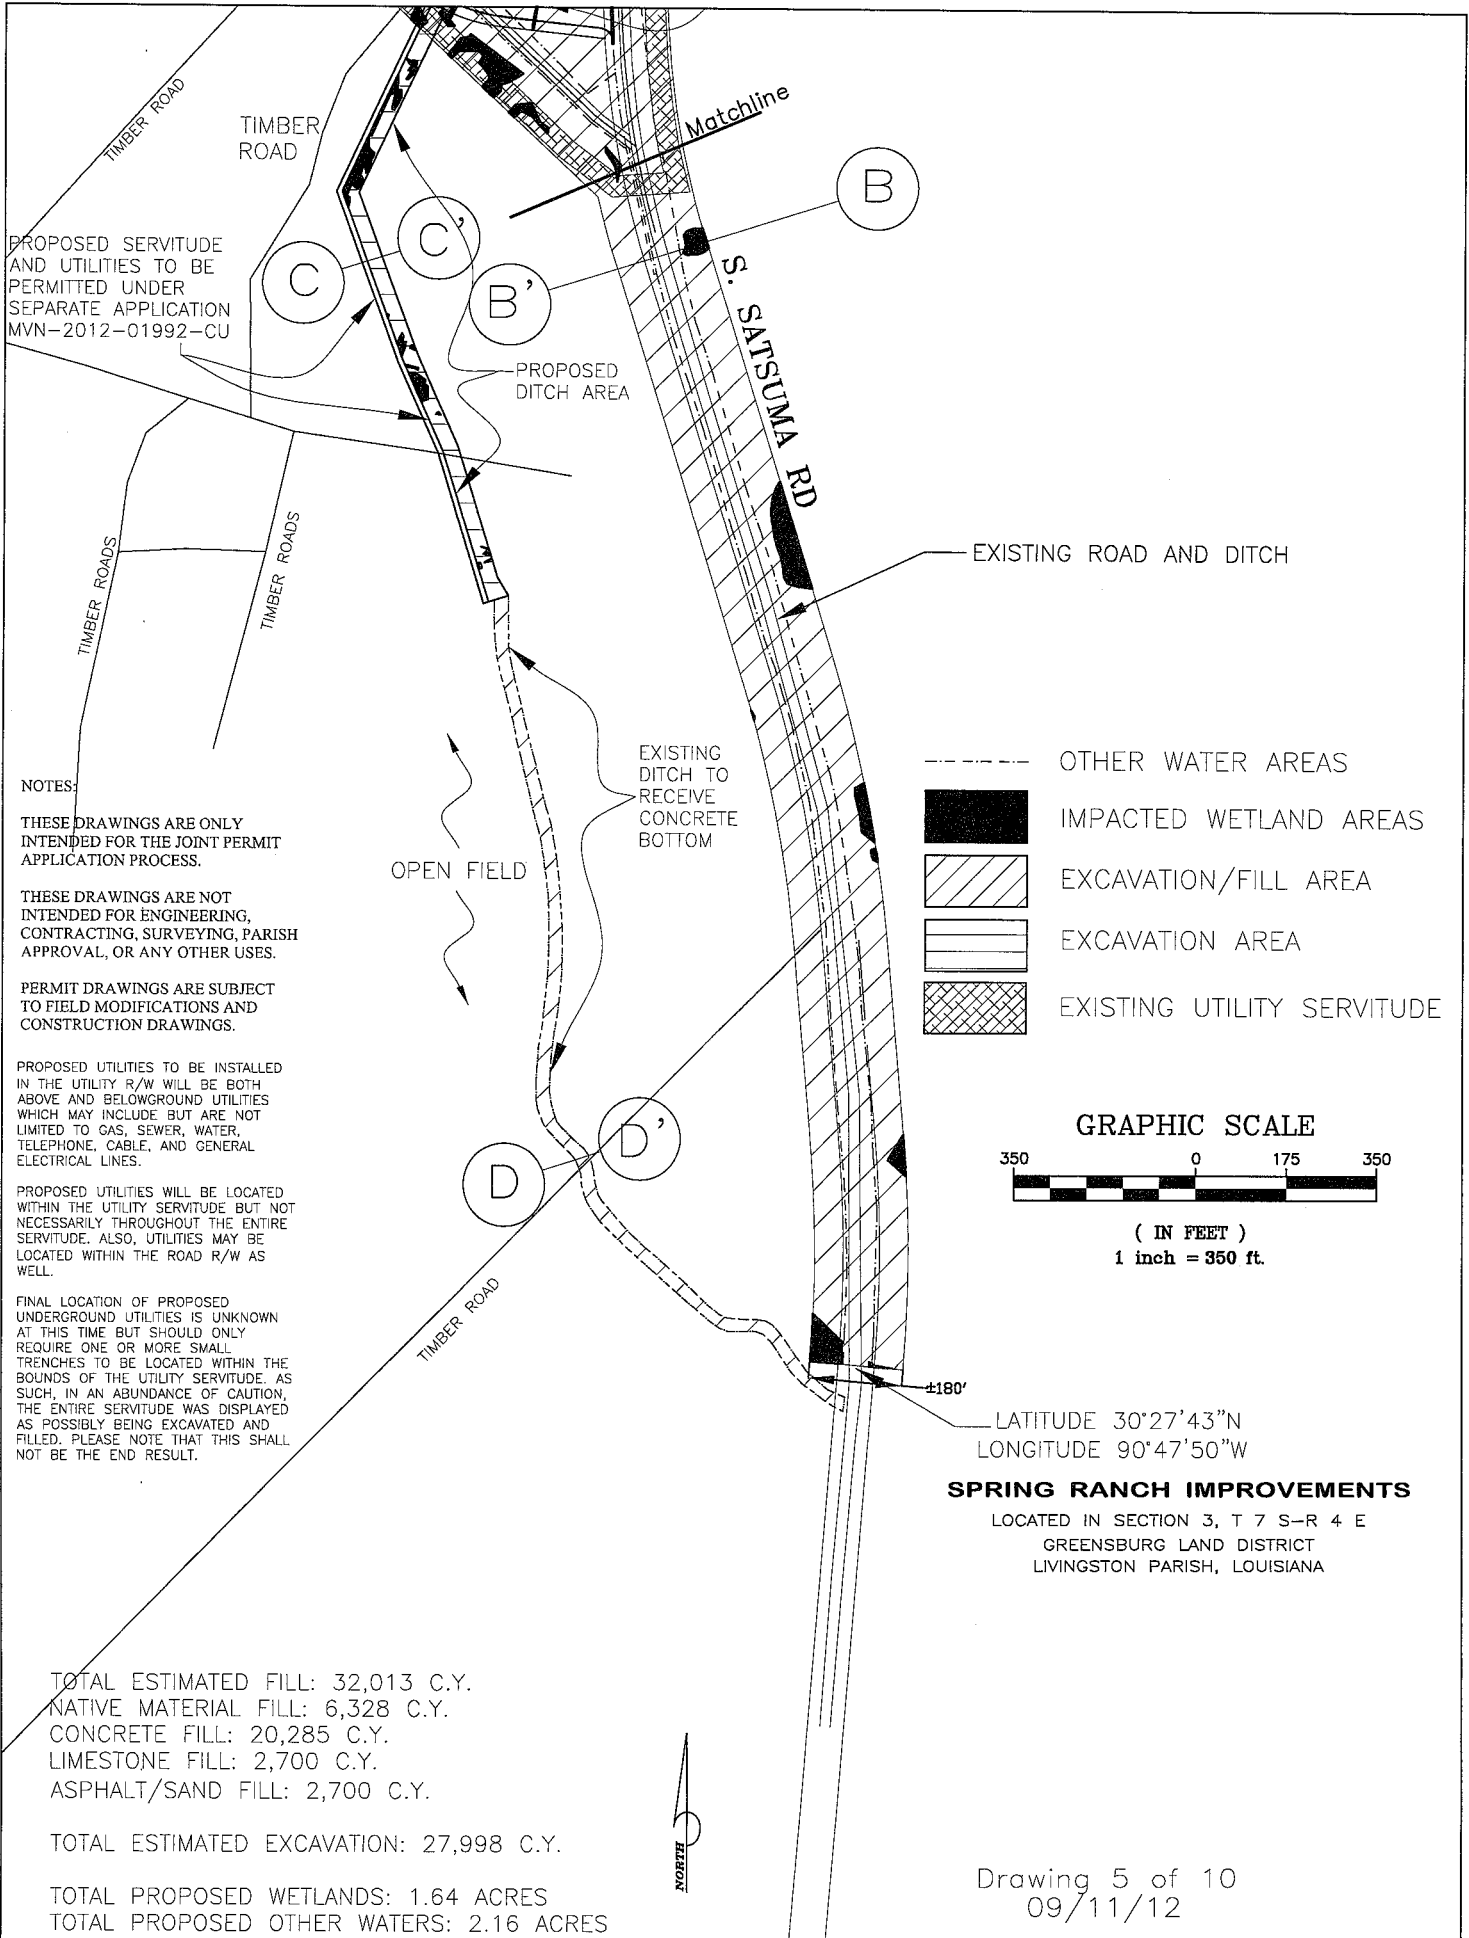 TIMBER ROAD
TIMBER
ROAD
Matchline
B
C'
C
B'
PROPOSED SERVITUDE
AND UTILITIES TO BE
PERMITTED UNDER
SEPARATE APPLICATION
MVN-2012-01992-CU
S. SATSUMA RD
PROPOSED
DITCH AREA
EXISTING ROAD AND DITCH
TIMBER ROADS
TIMBER ROADS
EXISTING
DITCH TO
RECEIVE
CONCRETE
BOTTOM
OPEN FIELD
OTHER WATER AREAS
IMPACTED WETLAND AREAS
EXCAVATION/FILL AREA
EXCAVATION AREA
EXISTING UTILITY SERVITUDE
NOTES:
THESE DRAWINGS ARE ONLY
INTENDED FOR THE JOINT PERMIT
APPLICATION PROCESS.
THESE DRAWINGS ARE NOT
INTENDED FOR ENGINEERING,
CONTRACTING, SURVEYING, PARISH
APPROVAL, OR ANY OTHER USES.
PERMIT DRAWINGS ARE SUBJECT
TO FIELD MODIFICATIONS AND
CONSTRUCTION DRAWINGS.
PROPOSED UTILITIES TO BE INSTALLED
IN THE UTILITY R/W WILL BE BOTH
ABOVE AND BELOWGROUND UTILITIES
WHICH MAY INCLUDE BUT ARE NOT
LIMITED TO GAS, SEWER, WATER,
TELEPHONE, CABLE, AND GENERAL
ELECTRICAL LINES.
PROPOSED UTILITIES WILL BE LOCATED
WITHIN THE UTILITY SERVITUDE BUT NOT
NECESSARILY THROUGHOUT THE ENTIRE
SERVITUDE. ALSO, UTILITIES MAY BE
LOCATED WITHIN THE ROAD R/W AS
WELL.
FINAL LOCATION OF PROPOSED
UNDERGROUND UTILITIES IS UNKNOWN
AT THIS TIME BUT SHOULD ONLY
REQUIRE ONE OR MORE SMALL
TRENCHES TO BE LOCATED WITHIN THE
BOUNDS OF THE UTILITY SERVITUDE. AS
SUCH, IN AN ABUNDANCE OF CAUTION,
THE ENTIRE SERVITUDE WAS DISPLAYED
AS POSSIBLY BEING EXCAVATED AND
FILLED. PLEASE NOTE THAT THIS SHALL
NOT BE THE END RESULT.
D'
D
TIMBER ROAD
GRAPHIC SCALE
350 0 175 350
( IN FEET )
1 inch = 350 ft.
±180'
LATITUDE 30°27'43"N
LONGITUDE 90°47'50"W
SPRING RANCH IMPROVEMENTS
LOCATED IN SECTION 3, T 7 S-R 4 E
GREENSBURG LAND DISTRICT
LIVINGSTON PARISH, LOUISIANA
TOTAL ESTIMATED FILL: 32,013 C.Y.
NATIVE MATERIAL FILL: 6,328 C.Y.
CONCRETE FILL: 20,285 C.Y.
LIMESTONE FILL: 2,700 C.Y.
ASPHALT/SAND FILL: 2,700 C.Y.
TOTAL ESTIMATED EXCAVATION: 27,998 C.Y.
TOTAL PROPOSED WETLANDS: 1.64 ACRES
TOTAL PROPOSED OTHER WATERS: 2.16 ACRES
NORTH
Drawing 5 of 10
09/11/12